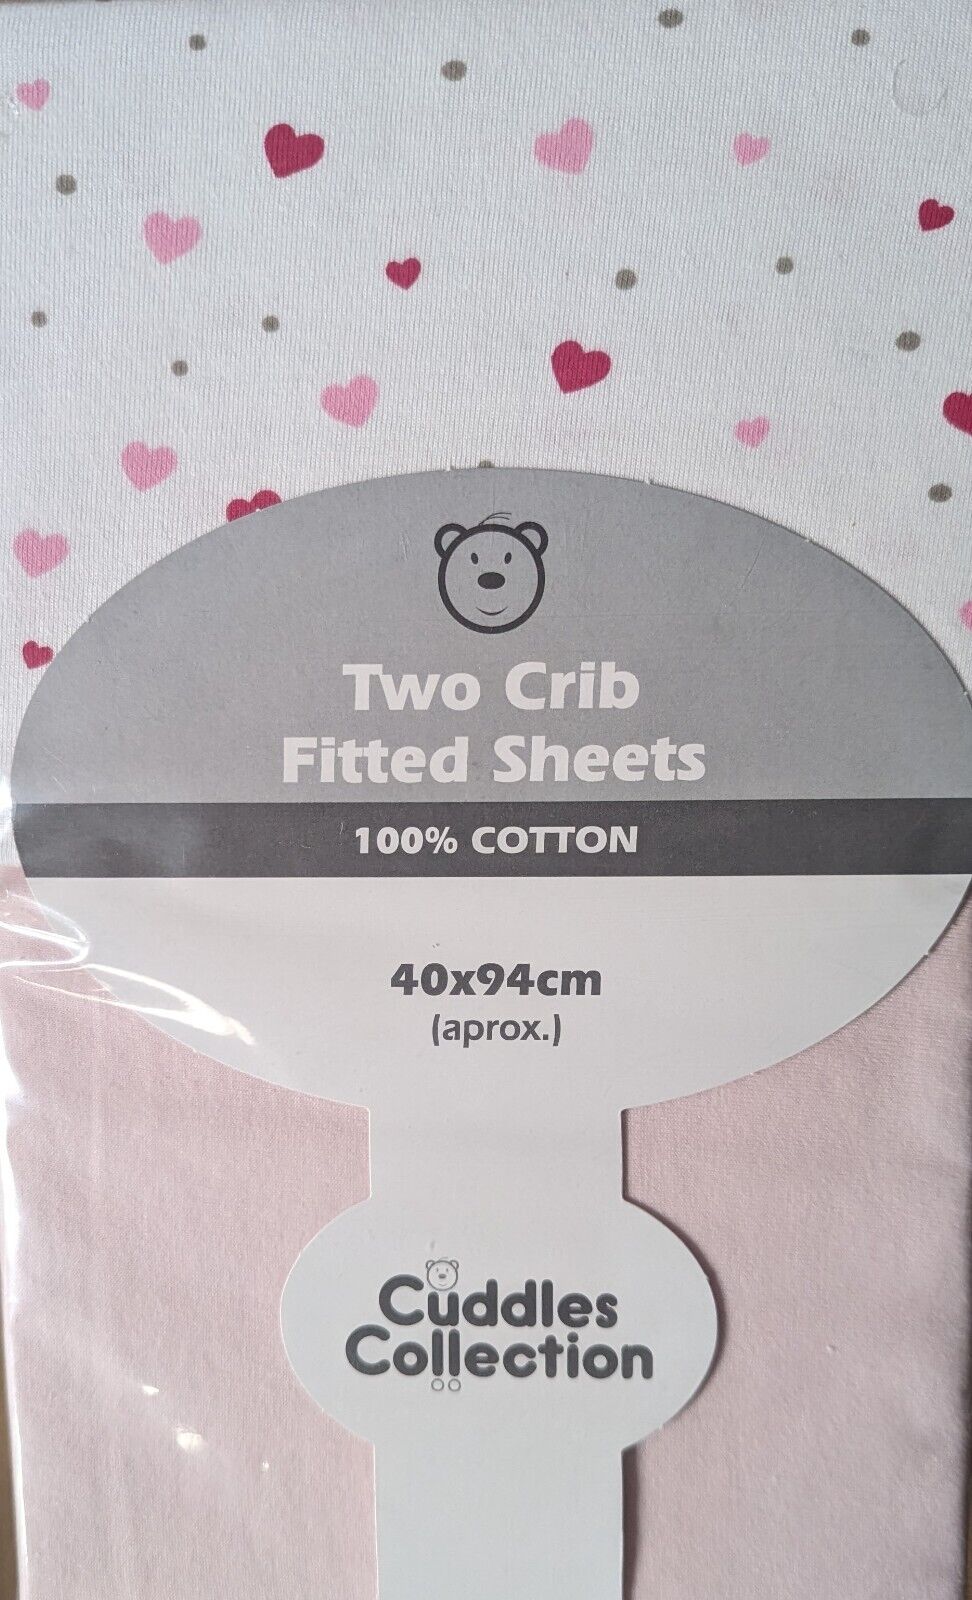 Two Crib
Fitted Sheets
100% COTTON
40x94cm
(aprox.)
Cuddles
Collection